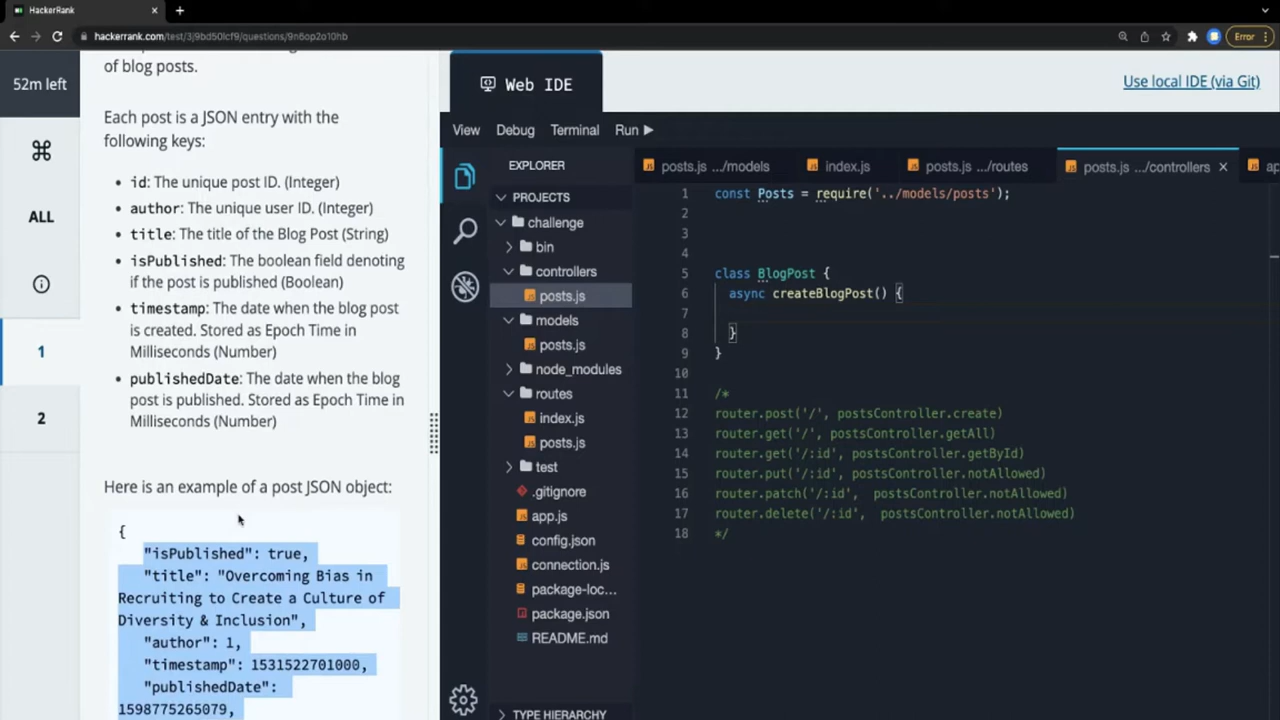 HackerRank
hackerrank.com/test/3/9bd50lcf9/questions/9n6op2o10hb
Error
52m left
of blog posts.
Each post is a JSON entry with the
following keys:
ALL
id: The unique post ID. (Integer)
author: The unique user ID. (Integer)
title: The title of the Blog Post (String)
isPublished: The boolean field denoting
if the post is published (Boolean)
timestamp: The date when the blog post
is created. Stored as Epoch Time in
Milliseconds (Number)
publishedDate: The date when the blog
post is published. Stored as Epoch Time in
Milliseconds (Number)
1
2
Here is an example of a post JSON object:
{
"isPublished": true,
"title": "Overcoming Bias in
Recruiting to Create a Culture of
Diversity & Inclusion",
"author": 1,
"timestamp": 1531522701000,
"publishedDate":
1598775265079,
Web IDE
Use local IDE (via Git)
View Debug Terminal Run
EXPLORER
PROJECTS
challenge
bin
controllers
posts.js
models
posts.js
node_modules
routes
index.js
posts.js
test
.gitignore
app.js
config.json
connection.js
package-loc...
package.json
README.md
TYPE HIERARCHY
posts.js .../models index.js posts.js .../routes posts.js .../controllers ap
1 const Posts = require('../models/posts');
2
3
4
5 class BlogPost {
6 async createBlogPost() {
7
8 }
9 }
10
11 /*
12 router.post('/', postsController.create)
13 router.get('/', postsController.getAll)
14 router.get('/:id', postsController.getById)
15 router.put('/:id', postsController.notAllowed)
16 router.patch('/:id',  postsController.notAllowed)
17 router.delete('/:id',  postsController.notAllowed)
18 */